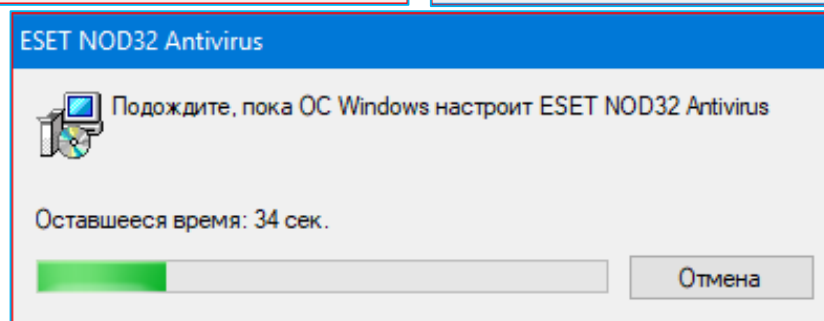 ESET NOD32 Antivirus
Подождите, пока ОС Windows настроит ESET NOD32 Antivirus
Оставшееся время: 34 сек.
Отмена